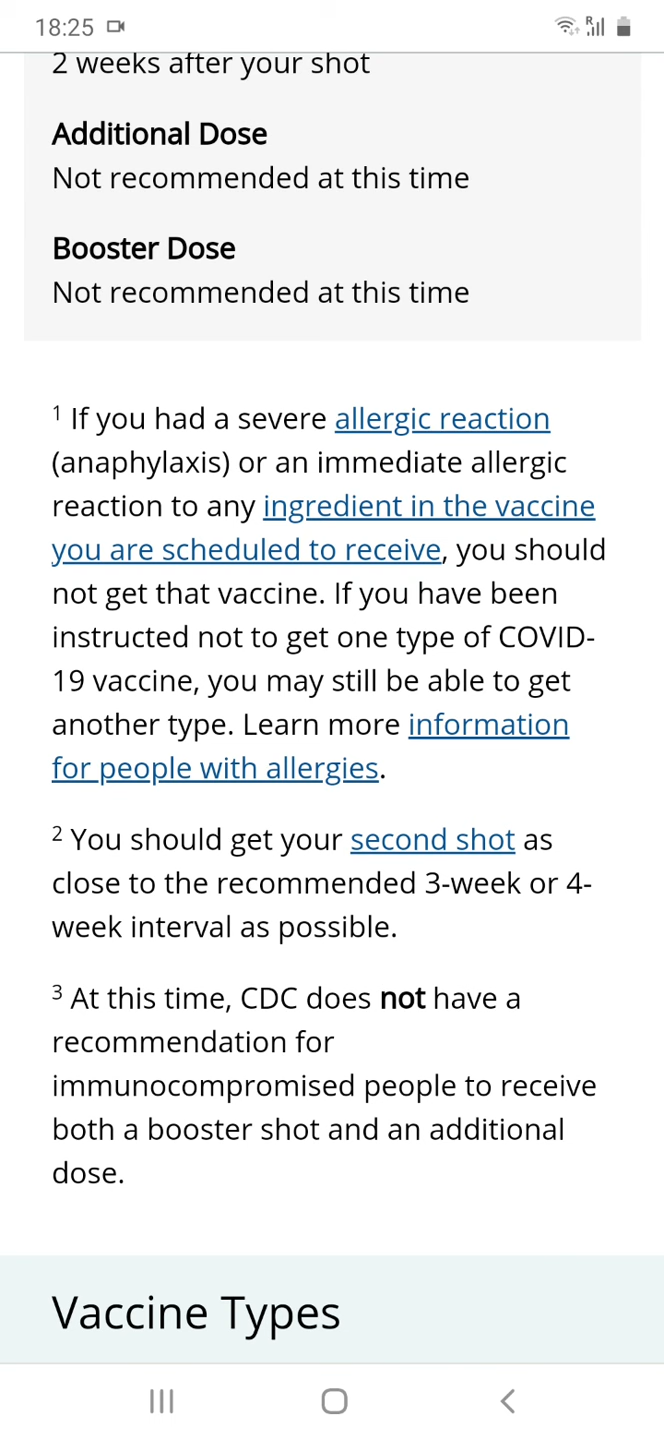 18:25
R
2 weeks after your shot
Additional Dose
Not recommended at this time
Booster Dose
Not recommended at this time
1 If you had a severe allergic reaction
(anaphylaxis) or an immediate allergic
reaction to any ingredient in the vaccine
you are scheduled to receive, you should
not get that vaccine. If you have been
instructed not to get one type of COVID-
19 vaccine, you may still be able to get
another type. Learn more information
for people with allergies.
2 You should get your second shot as
close to the recommended 3-week or 4-
week interval as possible.
3 At this time, CDC does not have a
recommendation for
immunocompromised people to receive
both a booster shot and an additional
dose.
Vaccine Types